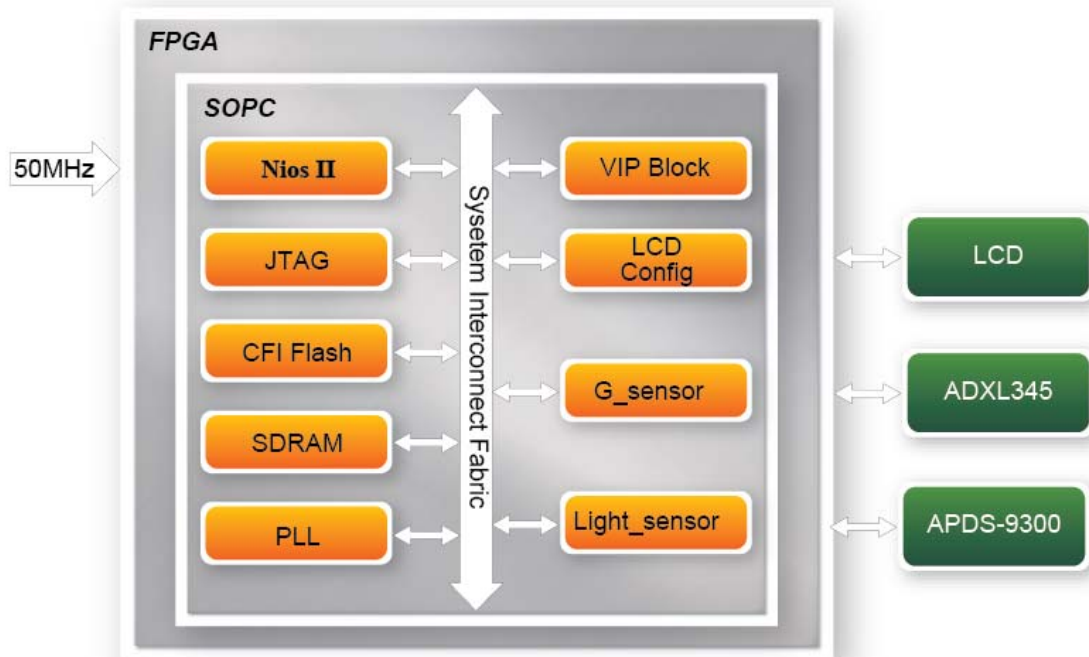 FPGA
SOPC
50MHz
Nios II
JTAG
CFI Flash
SDRAM
PLL
Sysetem Interconnect Fabric
VIP Block
LCD
Config
G_sensor
Light_sensor
LCD
ADXL345
APDS-9300